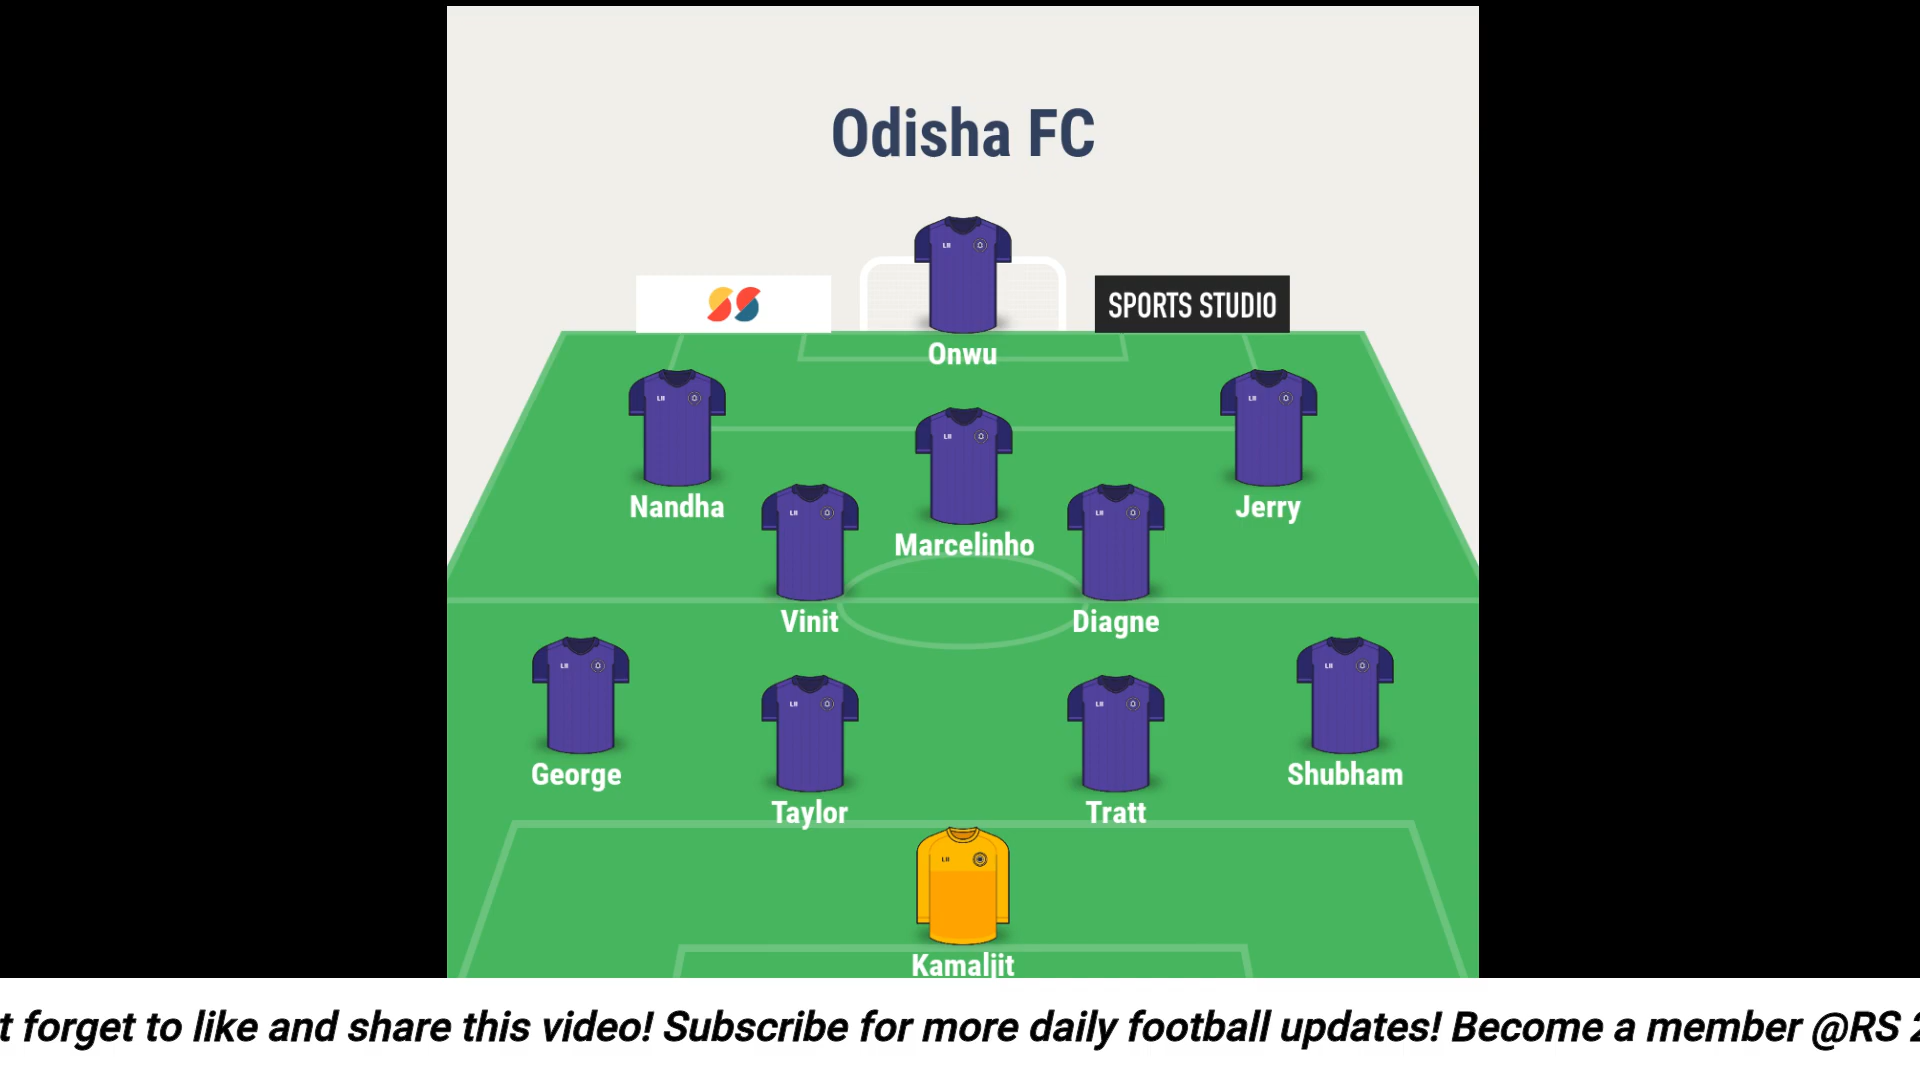 Odisha FC
SPORTS STUDIO
Onwu
Nandha
Jerry
Marcelinho
Vinit
Diagne
George
Shubham
Taylor
Tratt
Kamaljit
t forget to like and share this video! Subscribe for more daily football updates! Become a member @RS 2